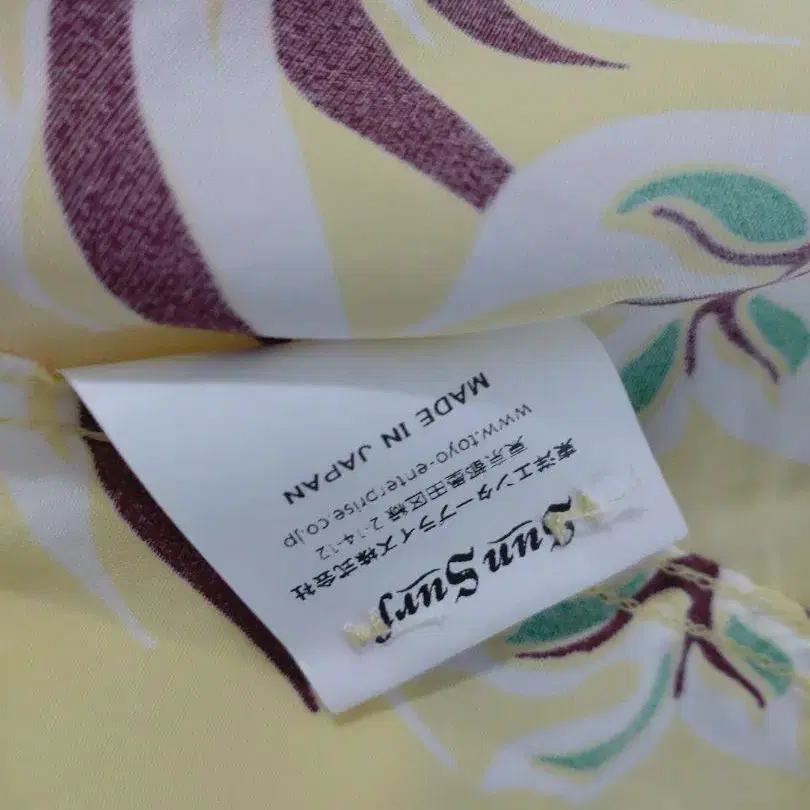 Sun Surf
東洋エンタープライズ株式会社
東京都墨田区緑 2-14-12
www.toyo-enterprise.co.jp
MADE IN JAPAN